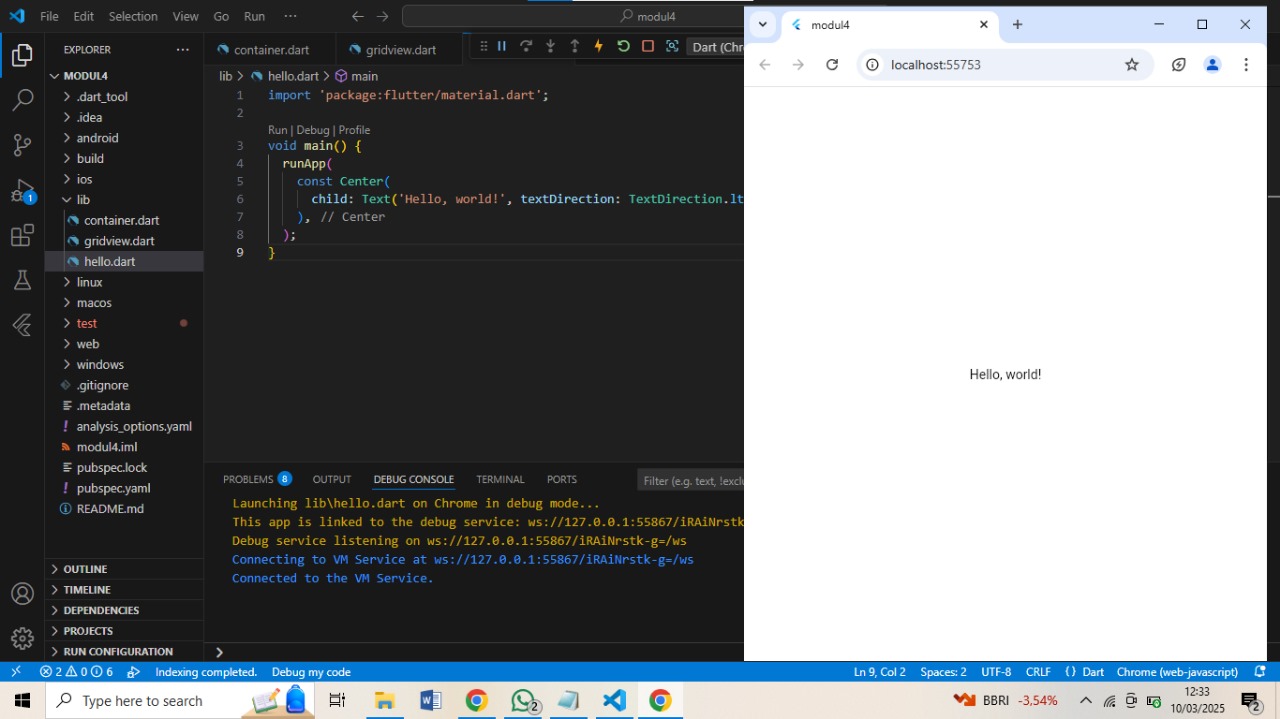 File Edit Selection View Go Run ··· modul4
EXPLORER ···
MODUL4
.dart_tool
.idea
android
build
ios
lib
container.dart
gridview.dart
hello.dart
linux
macos
test
web
windows
.gitignore
.metadata
analysis_options.yaml
modul4.iml
pubspec.lock
pubspec.yaml
README.md
OUTLINE
TIMELINE
DEPENDENCIES
PROJECTS
RUN CONFIGURATION
1
container.dart gridview.dart Dart (Chro
lib > hello.dart > main
1 import 'package:flutter/material.dart';
2
Run | Debug | Profile
3 void main() {
4 runApp(
5 const Center(
6 child: Text('Hello, world!', textDirection: TextDirection.lt
7 ), // Center
8 );
9 }
PROBLEMS 8 OUTPUT DEBUG CONSOLE TERMINAL PORTS Filter (e.g. text, !exclu
Launching lib\hello.dart on Chrome in debug mode...
This app is linked to the debug service: ws://127.0.0.1:55867/iRAiNrstk
Debug service listening on ws://127.0.0.1:55867/iRAiNrstk-g=/ws
Connecting to VM Service at ws://127.0.0.1:55867/iRAiNrstk-g=/ws
Connected to the VM Service.
>
modul4
localhost:55753
Hello, world!
2 0 6 Indexing completed. Debug my code Ln 9, Col 2 Spaces: 2 UTF-8 CRLF {} Dart Chrome (web-javascript)
Type here to search 2 BBRI -3,54% 12:33
10/03/2025 2